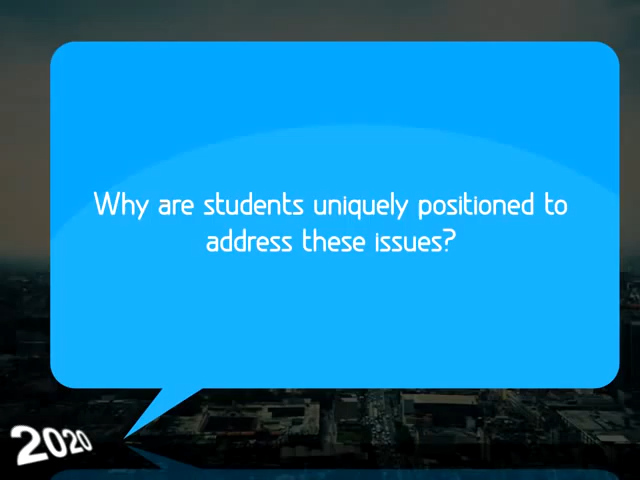 Why are students uniquely positioned to
address these issues?
2020